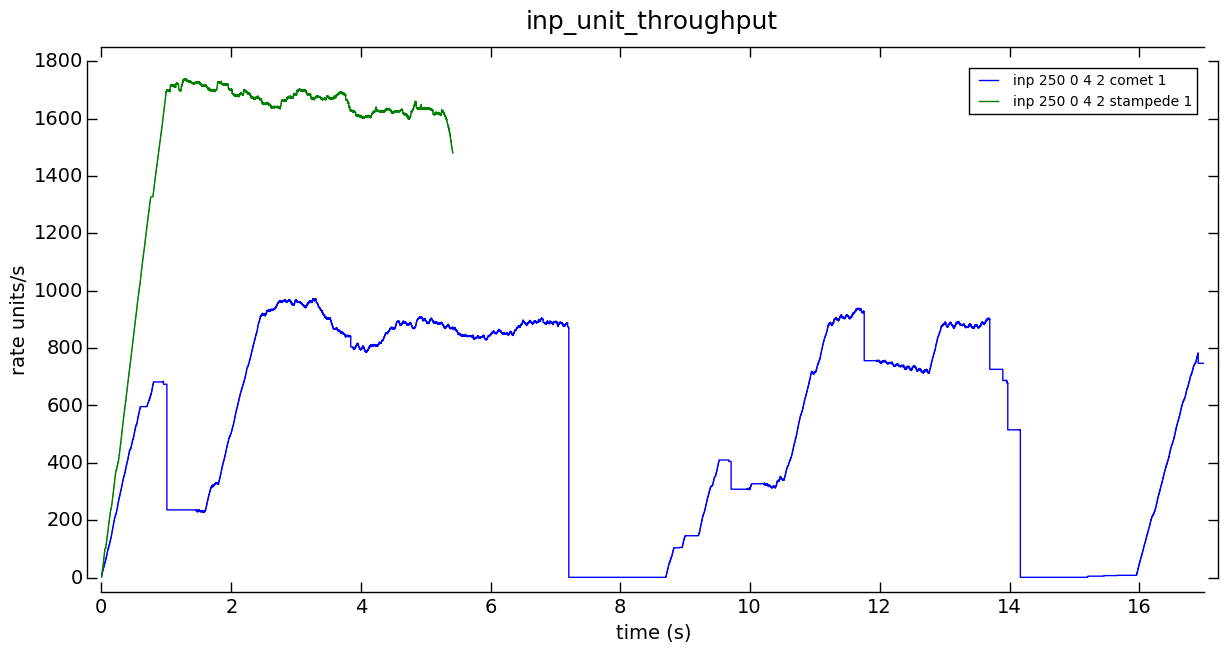 inp_unit_throughput
inp 250 0 4 2 comet 1
inp 250 0 4 2 stampede 1
rate units/s
1800
1600
1400
1200
1000
800
600
400
200
0
0 2 4 6 8 10 12 14 16
time (s)